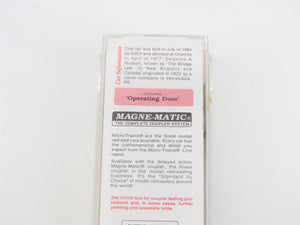 Car Information
This car was built in July of 1964
by GATX and serviced at Oneonta
in April of 1977. Delaware &
Hudson, known as "The Bridge
Line" to New England and
Canada originated in 1823 as a
canal company in Honesdale,
PA.
FEATURING
"Operating Door"
MAGNE-MATIC®
THE COMPLETE COUPLER SYSTEM
Micro-Trains® are the finest model
railroad cars available. Every car has
the craftsmanship and detail you
expect from the Micro-Trains® Line
name.
Available with the delayed action
Magne-Matic® coupler, the finest
coupler in the model railroading
business. It's the "Standard by
Choice" of model railroaders around
the world!
See inside box for coupler testing pro-
cedures and, in some cases, further
painting and assembly hints.